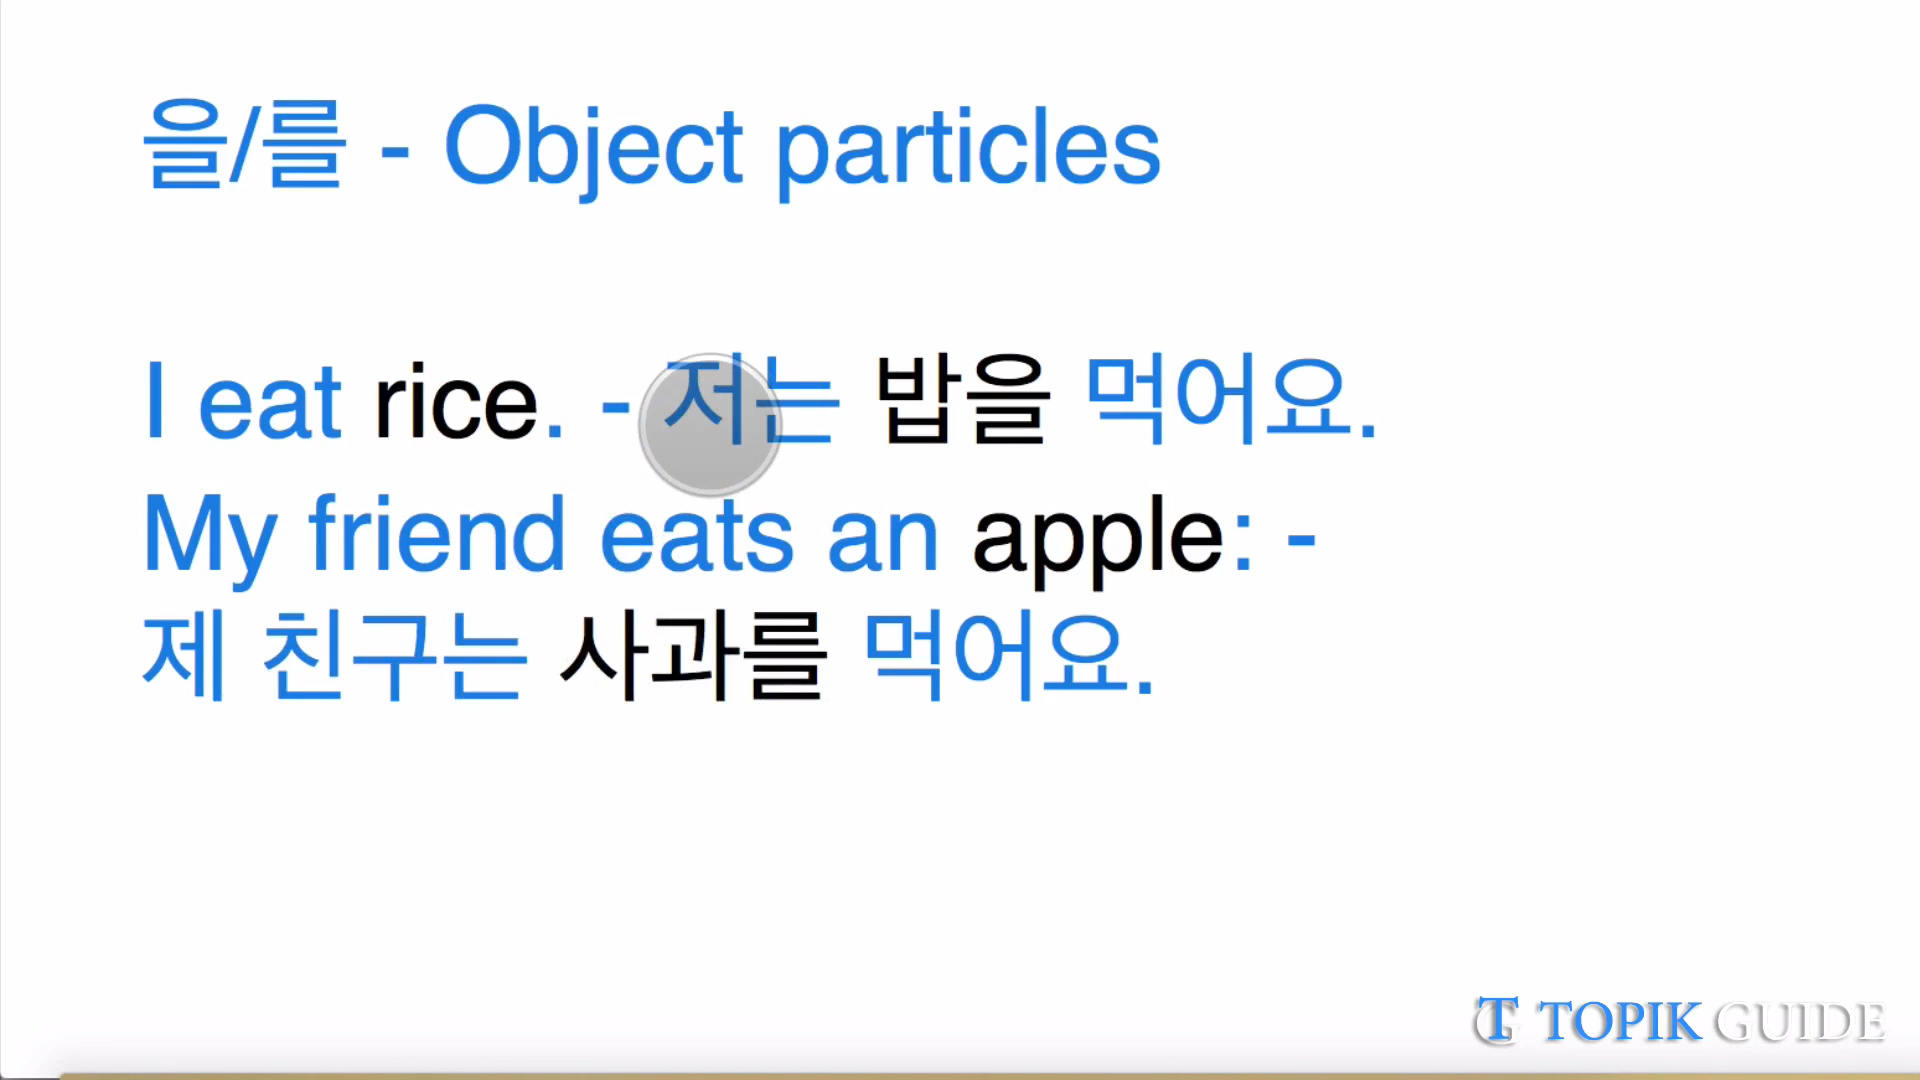 을/를 - Object particles
I eat rice. - 저는 밥을 먹어요.
My friend eats an apple: -
제 친구는 사과를 먹어요.
TOPIK GUIDE